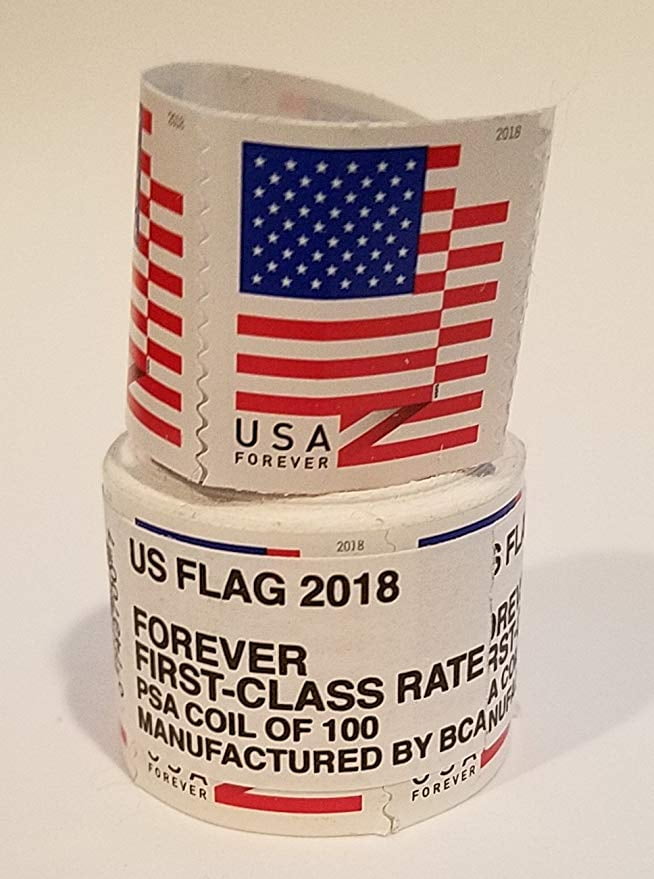 2018
2018
USA
FOREVER
2018
US FLAG 2018
FOREVER
FIRST-CLASS RATE
PSA COIL OF 100
MANUFACTURED BY BCA
FOREVER
FOREVER